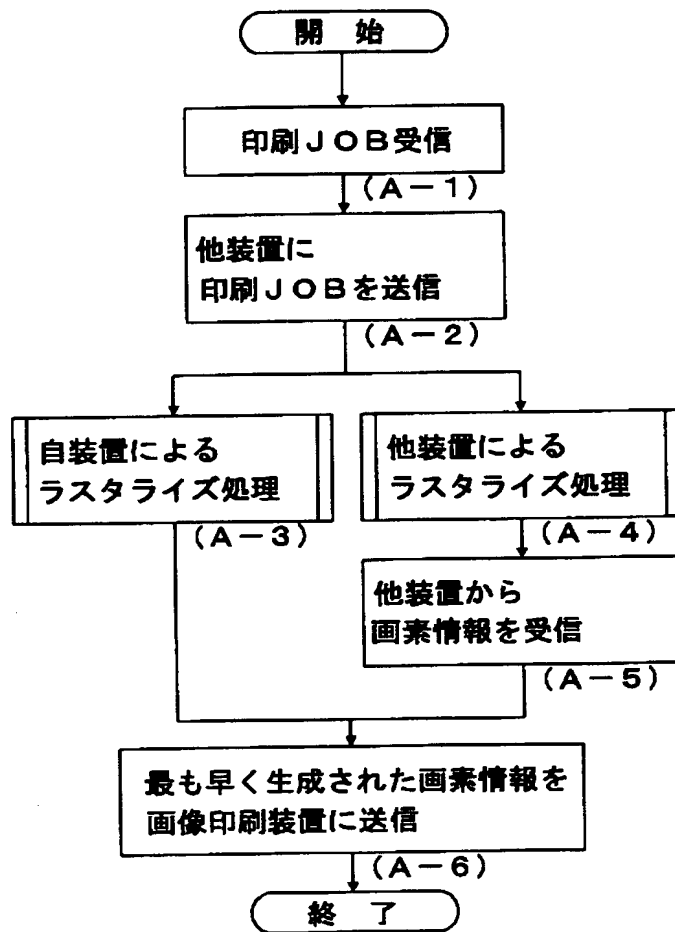 開 始
印刷JOB受信
(A-1)
他装置に
印刷JOBを送信
(A-2)
自装置による
ラスタライズ処理
(A-3)
他装置による
ラスタライズ処理
(A-4)
他装置から
画素情報を受信
(A-5)
最も早く生成された画素情報を
画像印刷装置に送信
(A-6)
終 了